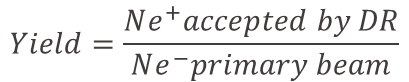 Yield = Ne⁺accepted by DR / Ne⁻primary beam